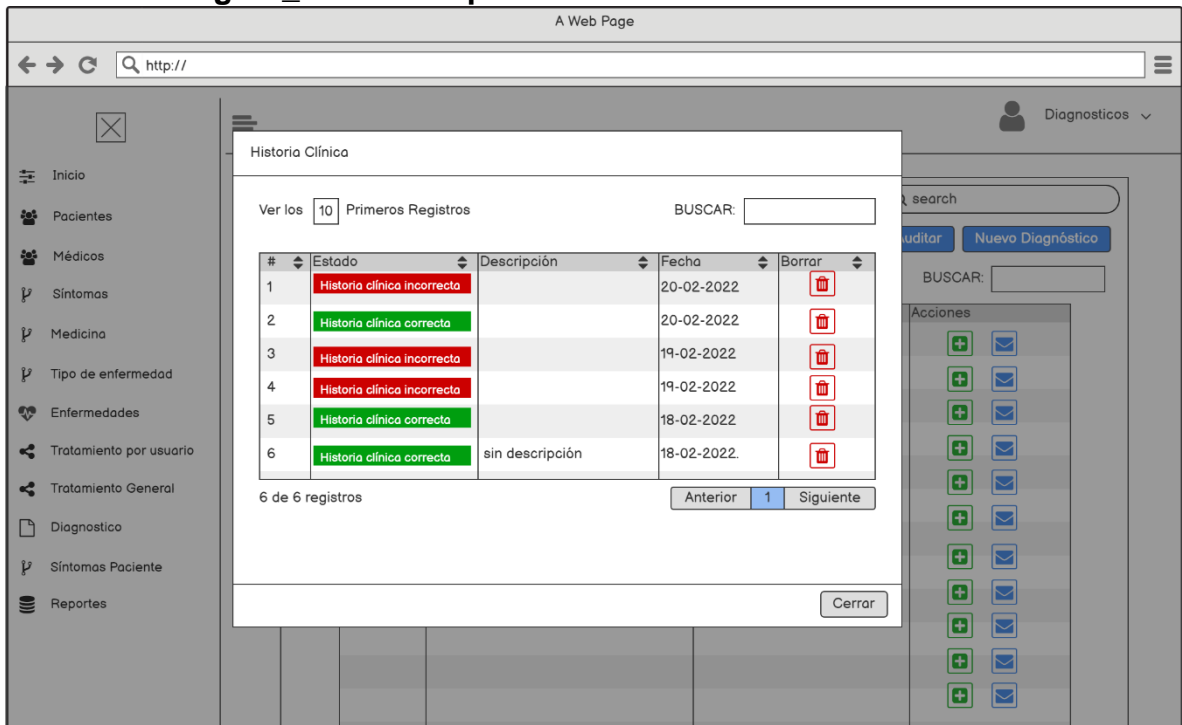 A Web Page
http://
Diagnosticos
Inicio
Pacientes
Médicos
Síntomas
Medicina
Tipo de enfermedad
Enfermedades
Tratamiento por usuario
Tratamiento General
Diagnostico
Síntomas Paciente
Reportes
search
Auditar Nuevo Diagnóstico
BUSCAR:
Acciones
Historia Clínica
Ver los 10 Primeros Registros BUSCAR:
# Estado Descripción Fecha Borrar
1 Historia clínica incorrecta 20-02-2022
2 Historia clínica correcta 20-02-2022
3 Historia clínica incorrecta 19-02-2022
4 Historia clínica incorrecta 19-02-2022
5 Historia clínica correcta 18-02-2022
6 Historia clínica correcta sin descripción 18-02-2022.
6 de 6 registros Anterior 1 Siguiente
Cerrar